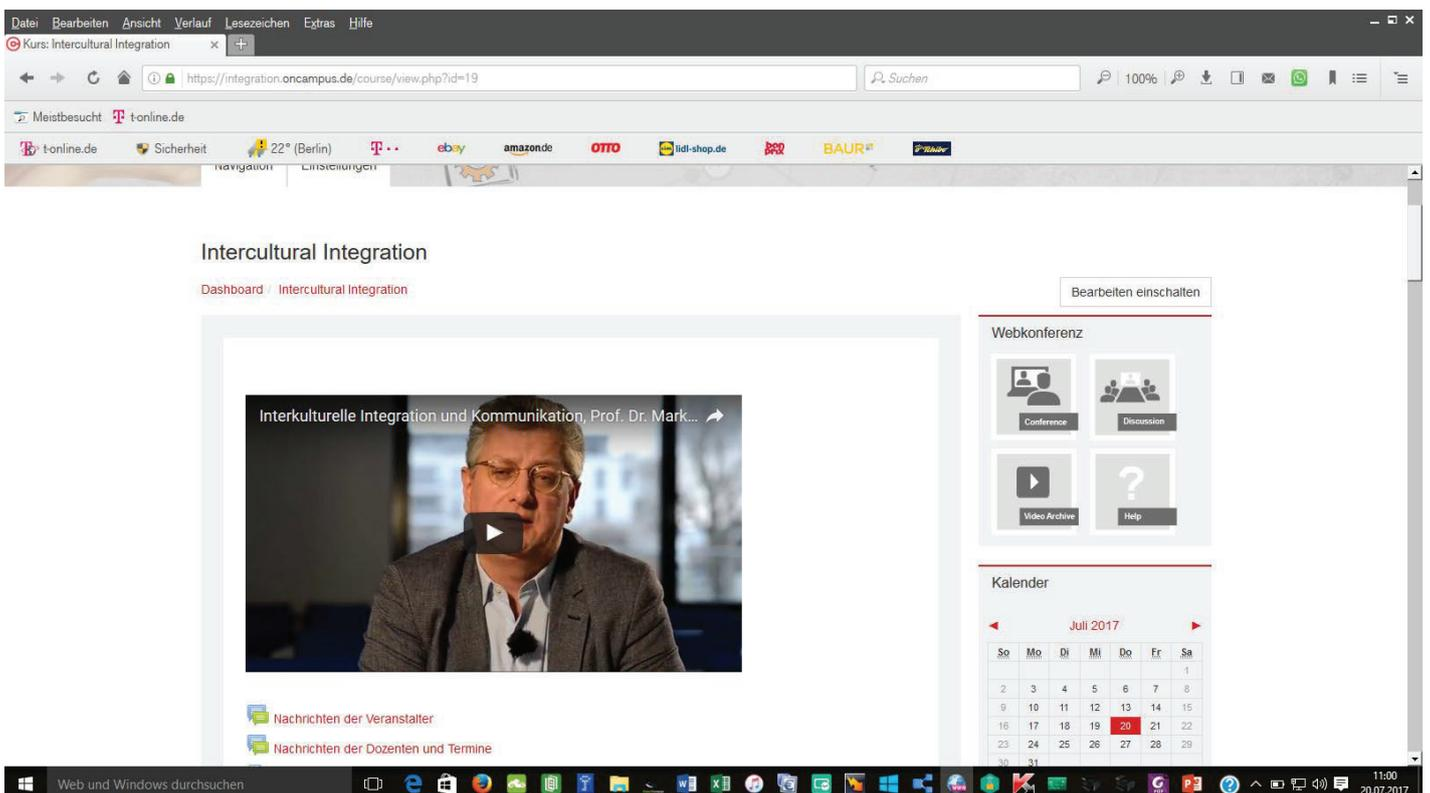 Datei Bearbeiten Ansicht Verlauf Lesezeichen Extras Hilfe
Kurs: Intercultural Integration
https://integration.oncampus.de/course/view.php?id=19
Suchen
100%
Meistbesucht t-online.de
t-online.de Sicherheit 22° (Berlin) T ebay amazonde OTTO lidl-shop.de BAUR Tchibo
Navigation Einstellungen
Intercultural Integration
Dashboard / Intercultural Integration
Bearbeiten einschalten
Interkulturelle Integration und Kommunikation, Prof. Dr. Mark...
Nachrichten der Veranstalter
Nachrichten der Dozenten und Termine
Webkonferenz
Conference Discussion
Video Archive Help
Kalender
Juli 2017
So Mo Di Mi Do Fr Sa
1
2 3 4 5 6 7 8
9 10 11 12 13 14 15
16 17 18 19 20 21 22
23 24 25 26 27 28 29
30 31
Web und Windows durchsuchen
11:00
20.07.2017